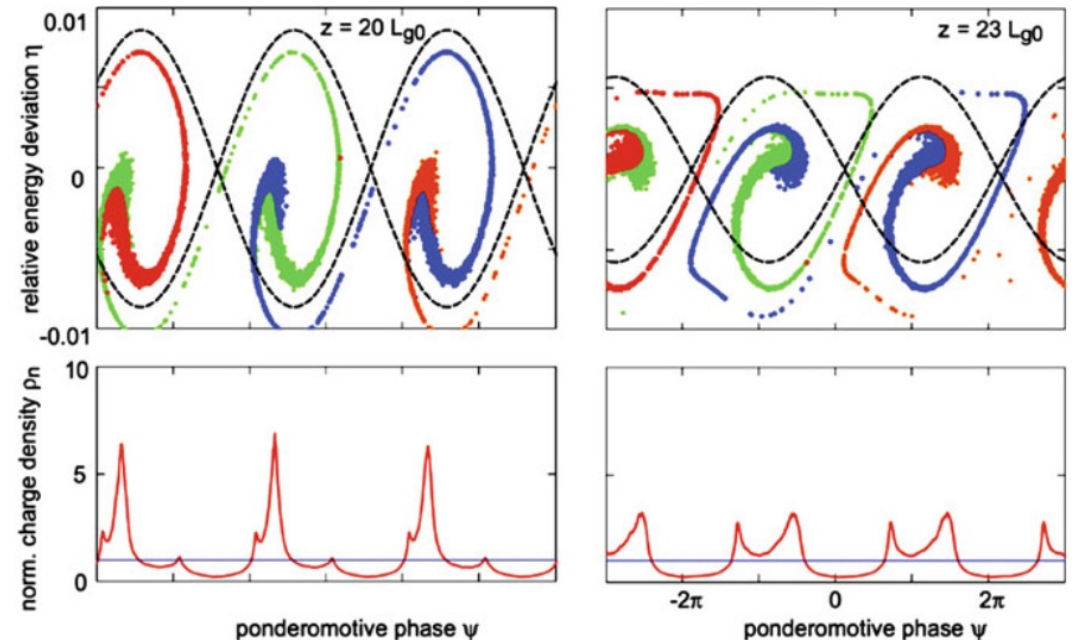 0.01
z = 20 Lg0
z = 23 Lg0
relative energy deviation η
0
-0.01
10
norm. charge density ρn
5
0
-2π
0
2π
ponderomotive phase ψ
ponderomotive phase ψ